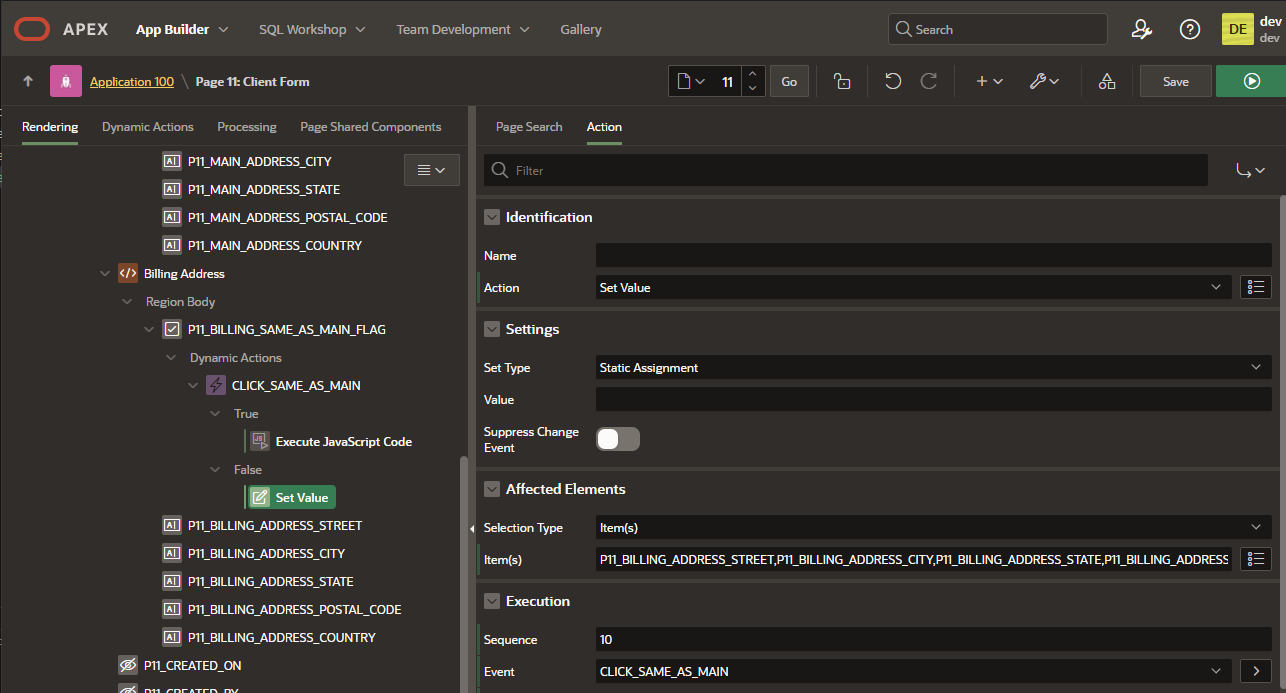 APEX App Builder SQL Workshop Team Development Gallery Search DE dev
dev
Application 100 \ Page 11: Client Form 11 Go Save
Rendering Dynamic Actions Processing Page Shared Components
P11_MAIN_ADDRESS_CITY
P11_MAIN_ADDRESS_STATE
P11_MAIN_ADDRESS_POSTAL_CODE
P11_MAIN_ADDRESS_COUNTRY
Billing Address
Region Body
P11_BILLING_SAME_AS_MAIN_FLAG
Dynamic Actions
CLICK_SAME_AS_MAIN
True
Execute JavaScript Code
False
Set Value
P11_BILLING_ADDRESS_STREET
P11_BILLING_ADDRESS_CITY
P11_BILLING_ADDRESS_STATE
P11_BILLING_ADDRESS_POSTAL_CODE
P11_BILLING_ADDRESS_COUNTRY
P11_CREATED_ON
P11_CREATED_BY
Page Search Action
Filter
Identification
Name
Action Set Value
Settings
Set Type Static Assignment
Value
Suppress Change
Event
Affected Elements
Selection Type Item(s)
Item(s) P11_BILLING_ADDRESS_STREET,P11_BILLING_ADDRESS_CITY,P11_BILLING_ADDRESS_STATE,P11_BILLING_ADDRESS
Execution
Sequence 10
Event CLICK_SAME_AS_MAIN